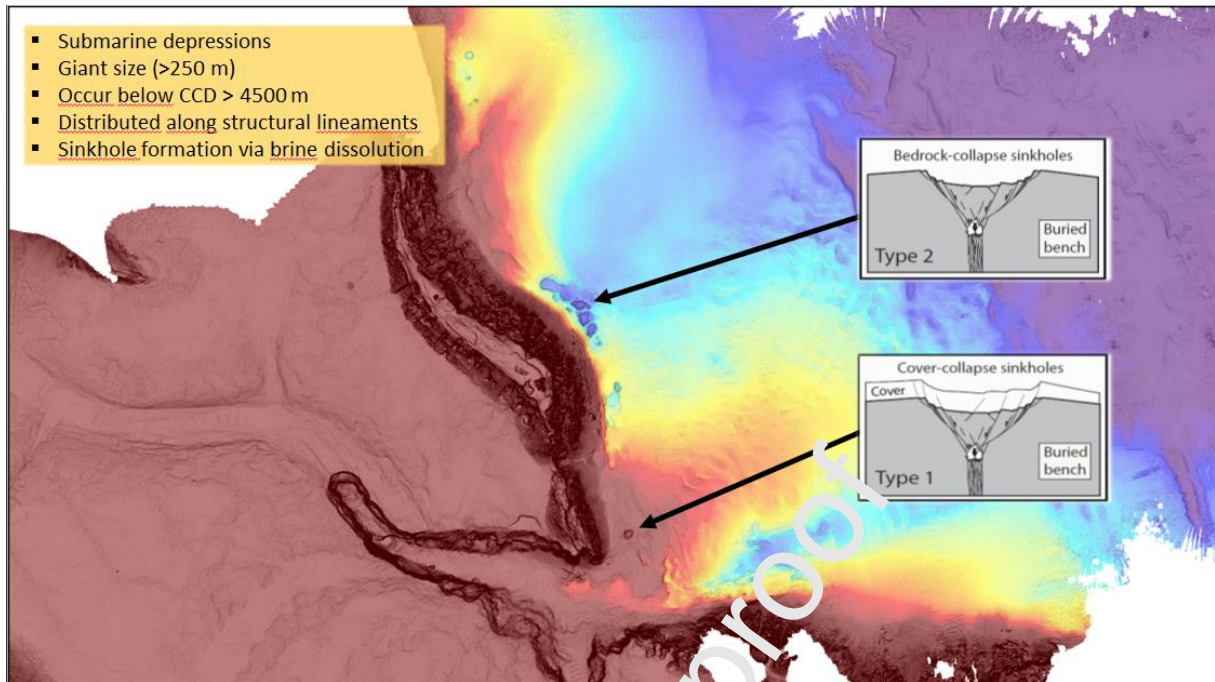 ▪ Submarine depressions
▪ Giant size (>250 m)
▪ Occur below CCD > 4500 m
▪ Distributed along structural lineaments
▪ Sinkhole formation via brine dissolution
Bedrock-collapse sinkholes
Buried
bench
Type 2
Cover-collapse sinkholes
Cover
Buried
bench
Type 1
proof